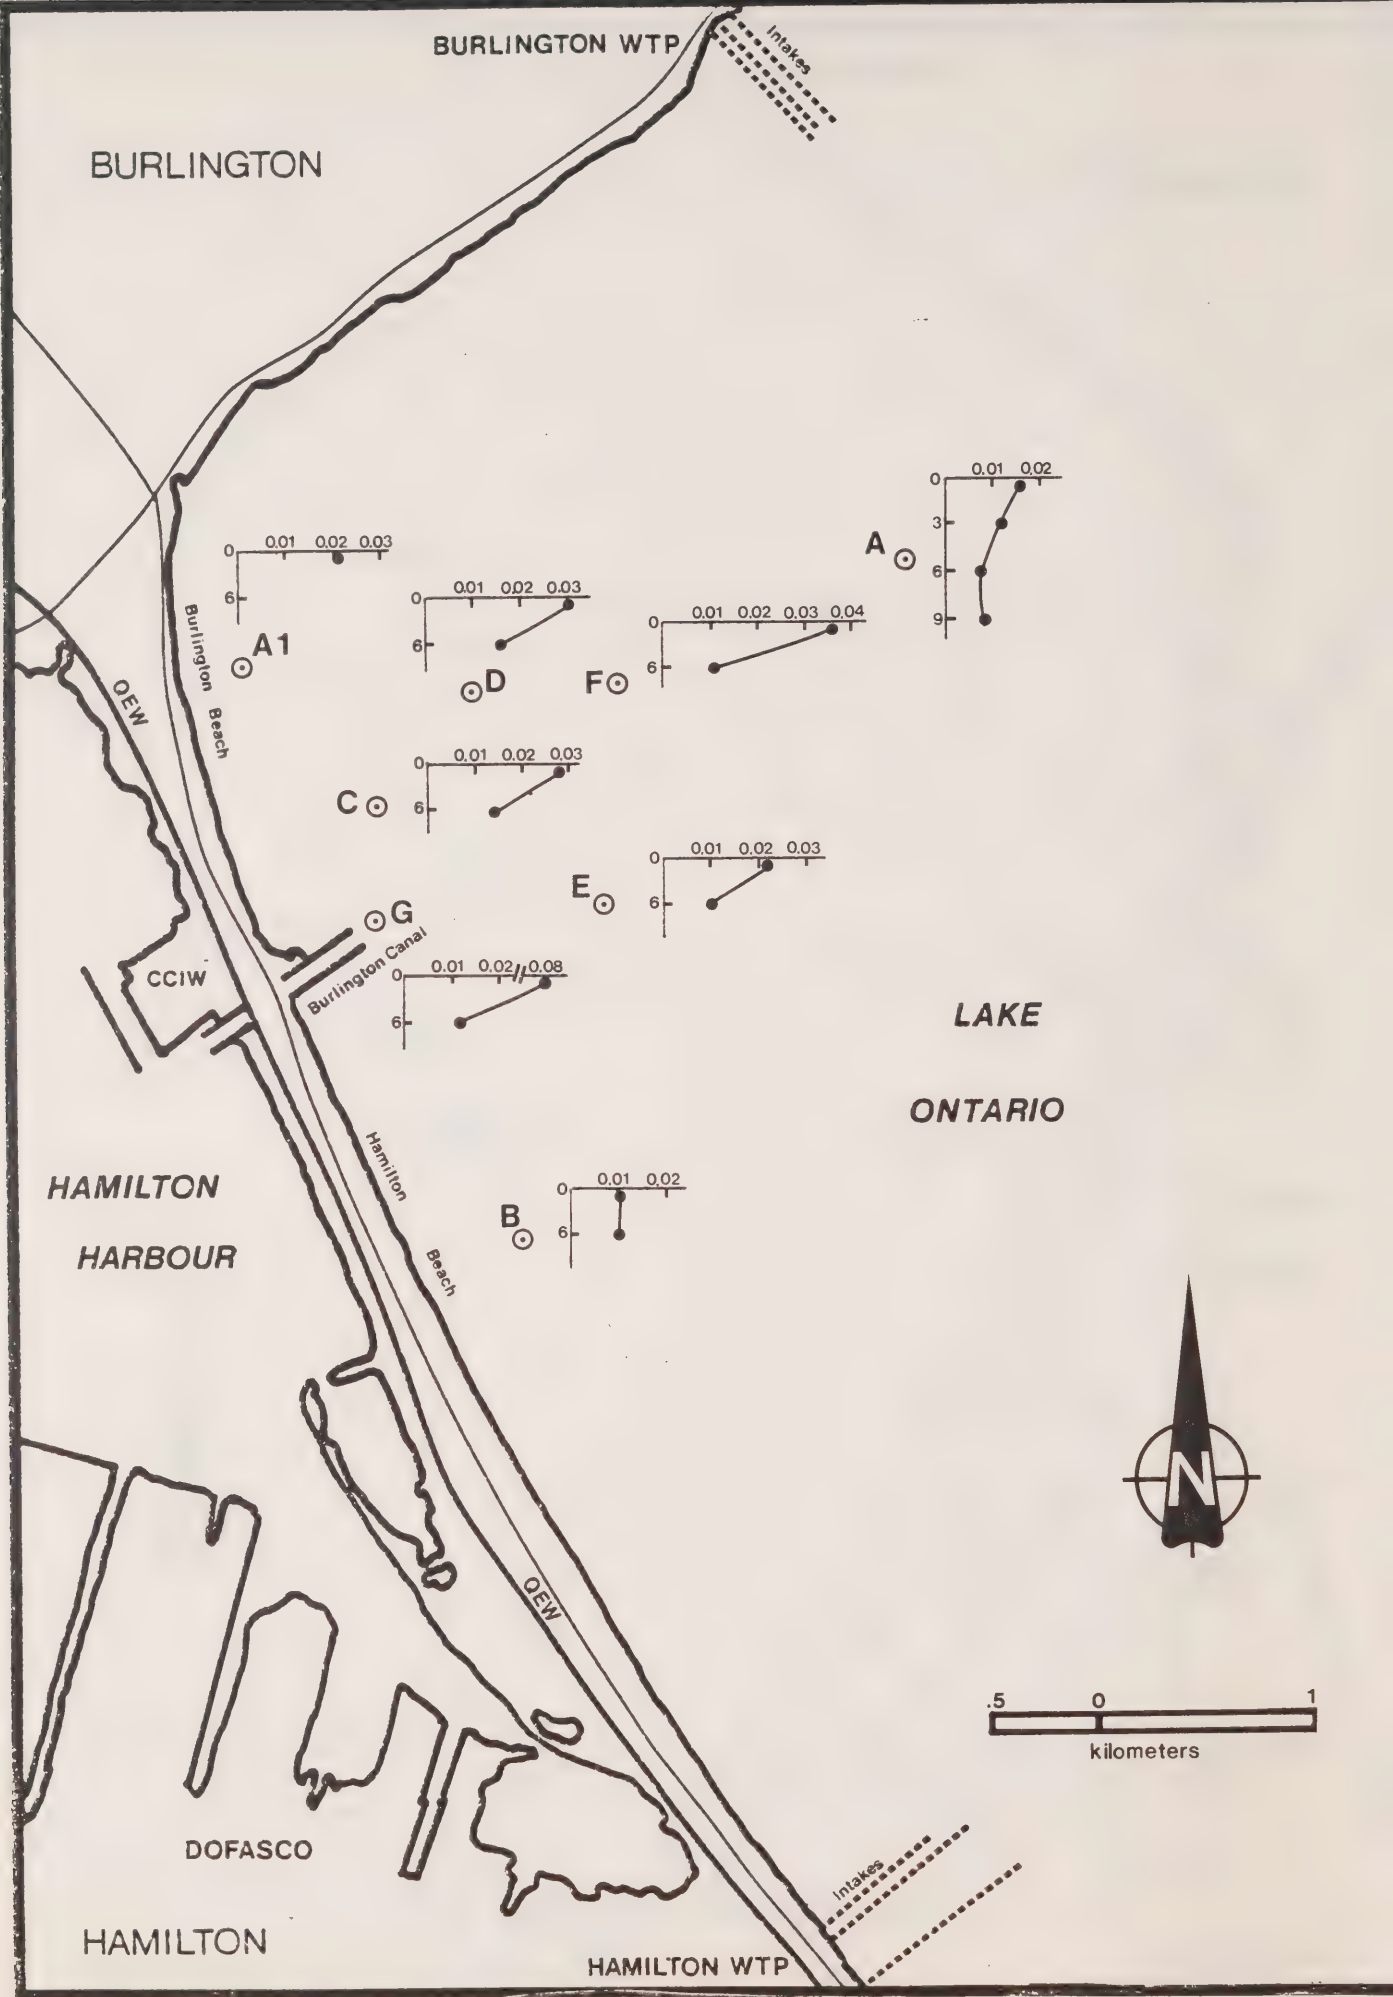 BURLINGTON WTP
Intakes
BURLINGTON
0 0.01 0.02
3
6
9
A
0 0.01 0.02 0.03
6
A1
0 0.01 0.02 0.03
6
D
0 0.01 0.02 0.03 0.04
6
F
Burlington Beach
QEW
0 0.01 0.02 0.03
6
C
0 0.01 0.02 0.03
6
E
G
Burlington Canal
CCIW
0 0.01 0.02 0.08
6
LAKE
ONTARIO
Hamilton Beach
HAMILTON
HARBOUR
0 0.01 0.02
6
B
N
QEW
.5 0 1
kilometers
DOFASCO
Intakes
HAMILTON
HAMILTON WTP